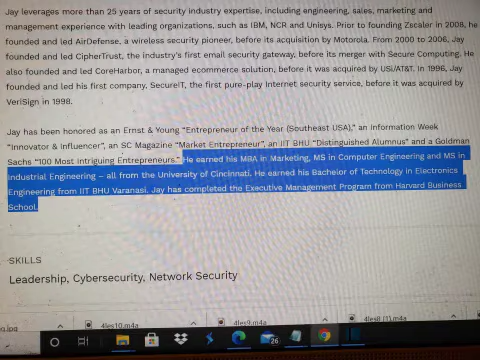 Jay leverages more than 25 years of security industry expertise, including engineering, sales, marketing and
management experience with leading organizations, such as IBM, NCR and Unisys. Prior to founding Zscaler in 2008, he
founded and led AirDefense, a wireless security pioneer, before its acquisition by Motorola. From 2000 to 2006, Jay
founded and led CipherTrust, the industry's first email security gateway, before its merger with Secure Computing. He
also founded and led CoreHarbor, a managed ecommerce solution, before it was acquired by USi/AT&T. In 1996, Jay
founded and led his first company, SecureIT, the first pure-play Internet security service, before it was acquired by
VeriSign in 1998.
Jay has been honored as an Ernst & Young "Entrepreneur of the Year (Southeast USA)," an Information Week
"Innovator & Influencer", an SC Magazine "Market Entrepreneur", an IIT BHU "Distinguished Alumnus" and a Goldman
Sachs "100 Most Intriguing Entrepreneurs." He earned his MBA in Marketing, MS in Computer Engineering and MS in
Industrial Engineering – all from the University of Cincinnati. He earned his Bachelor of Technology in Electronics
Engineering from IIT BHU Varanasi. Jay has completed the Executive Management Program from Harvard Business
School.
SKILLS
Leadership, Cybersecurity, Network Security
4les10.m4a 4les9.m4a 4les8 (1).m4a
26